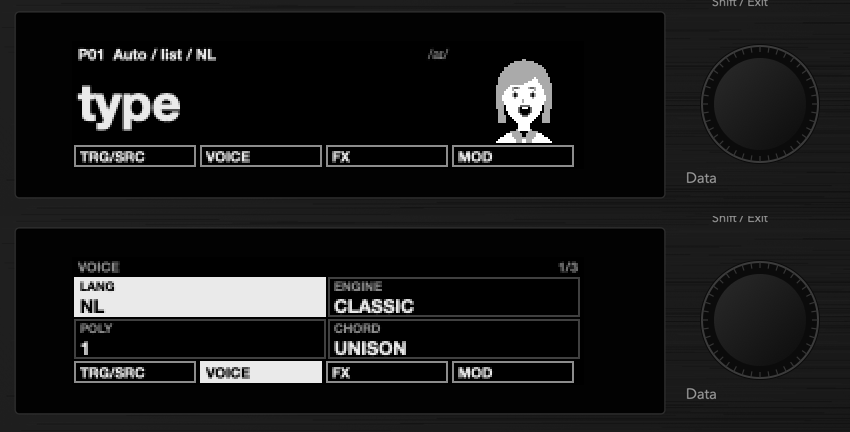 Shift / Exit
P01 Auto / list / NL
type
TRG/SRC VOICE FX MOD
Data
Shift / Exit
VOICE 1/3
LANG ENGINE
NL CLASSIC
POLY CHORD
1 UNISON
TRG/SRC VOICE FX MOD
Data